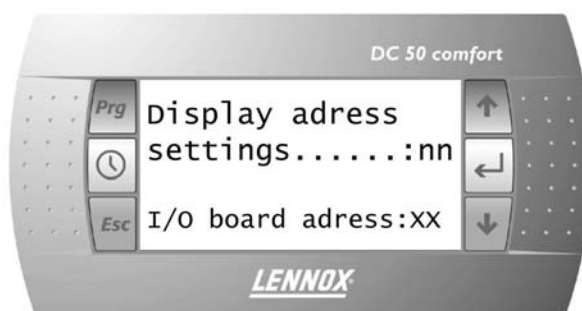 DC 50 comfort
Prg
Display adress
settings......:nn
Esc
I/O board adress:XX
LENNOX